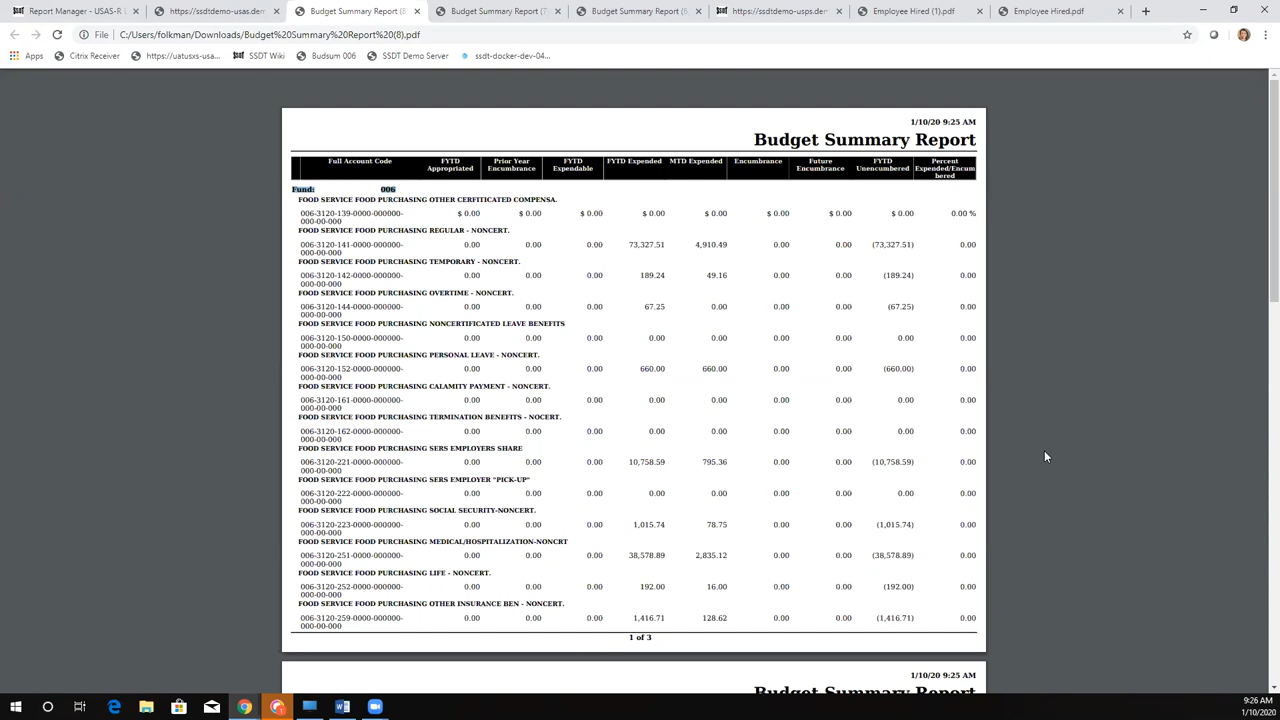 Report Manager - USAS-R
https://ssdtdemo-usas.dem
Budget Summary Report (8)
Budget Summary Report (7)
Budget Summary Report (6)
https://ssdtdemo-usps.dem
Employee Hired (1).pdf
Employee Hired.pdf
File C:/Users/folkman/Downloads/Budget%20Summary%20Report%20(8).pdf
Apps Citrix Receiver https://uatusxs-usa... SSDT Wiki Budsum 006 SSDT Demo Server ssdt-docker-dev-04...
1/10/20 9:25 AM
Budget Summary Report
Full Account Code FYTD Appropriated Prior Year Encumbrance FYTD Expendable FYTD Expended MTD Expended Encumbrance Future Encumbrance FYTD Unencumbered Percent Expended/Encumbered
Fund: 006
FOOD SERVICE FOOD PURCHASING OTHER CERFITICATED COMPENSA.
006-3120-139-0000-000000- $ 0.00 $ 0.00 $ 0.00 $ 0.00 $ 0.00 $ 0.00 $ 0.00 $ 0.00 0.00 %
000-00-000
FOOD SERVICE FOOD PURCHASING REGULAR - NONCERT.
006-3120-141-0000-000000- 0.00 0.00 0.00 73,327.51 4,910.49 0.00 0.00 (73,327.51) 0.00
000-00-000
FOOD SERVICE FOOD PURCHASING TEMPORARY - NONCERT.
006-3120-142-0000-000000- 0.00 0.00 0.00 189.24 49.16 0.00 0.00 (189.24) 0.00
000-00-000
FOOD SERVICE FOOD PURCHASING OVERTIME - NONCERT.
006-3120-144-0000-000000- 0.00 0.00 0.00 67.25 0.00 0.00 0.00 (67.25) 0.00
000-00-000
FOOD SERVICE FOOD PURCHASING NONCERTIFICATED LEAVE BENEFITS
006-3120-150-0000-000000- 0.00 0.00 0.00 0.00 0.00 0.00 0.00 0.00 0.00
000-00-000
FOOD SERVICE FOOD PURCHASING PERSONAL LEAVE - NONCERT.
006-3120-152-0000-000000- 0.00 0.00 0.00 660.00 660.00 0.00 0.00 (660.00) 0.00
000-00-000
FOOD SERVICE FOOD PURCHASING CALAMITY PAYMENT - NONCERT.
006-3120-161-0000-000000- 0.00 0.00 0.00 0.00 0.00 0.00 0.00 0.00 0.00
000-00-000
FOOD SERVICE FOOD PURCHASING TERMINATION BENEFITS - NOCERT.
006-3120-162-0000-000000- 0.00 0.00 0.00 0.00 0.00 0.00 0.00 0.00 0.00
000-00-000
FOOD SERVICE FOOD PURCHASING SERS EMPLOYERS SHARE
006-3120-221-0000-000000- 0.00 0.00 0.00 10,758.59 795.36 0.00 0.00 (10,758.59) 0.00
000-00-000
FOOD SERVICE FOOD PURCHASING SERS EMPLOYER "PICK-UP"
006-3120-222-0000-000000- 0.00 0.00 0.00 0.00 0.00 0.00 0.00 0.00 0.00
000-00-000
FOOD SERVICE FOOD PURCHASING SOCIAL SECURITY-NONCERT.
006-3120-223-0000-000000- 0.00 0.00 0.00 1,015.74 78.75 0.00 0.00 (1,015.74) 0.00
000-00-000
FOOD SERVICE FOOD PURCHASING MEDICAL/HOSPITALIZATION-NONCRT
006-3120-251-0000-000000- 0.00 0.00 0.00 38,578.89 2,835.12 0.00 0.00 (38,578.89) 0.00
000-00-000
FOOD SERVICE FOOD PURCHASING LIFE - NONCERT.
006-3120-252-0000-000000- 0.00 0.00 0.00 192.00 16.00 0.00 0.00 (192.00) 0.00
000-00-000
FOOD SERVICE FOOD PURCHASING OTHER INSURANCE BEN - NONCERT.
006-3120-259-0000-000000- 0.00 0.00 0.00 1,416.71 128.62 0.00 0.00 (1,416.71) 0.00
000-00-000
1 of 3
1/10/20 9:25 AM
Budget Summary Report
9:26 AM
1/10/2020